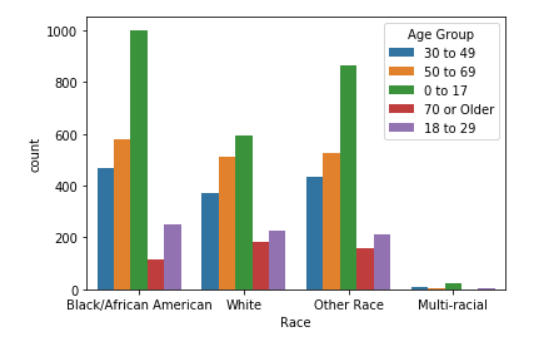 Age Group
30 to 49
50 to 69
0 to 17
70 or Older
18 to 29
1000
800
600
400
200
0
count
Black/African American White Other Race Multi-racial
Race